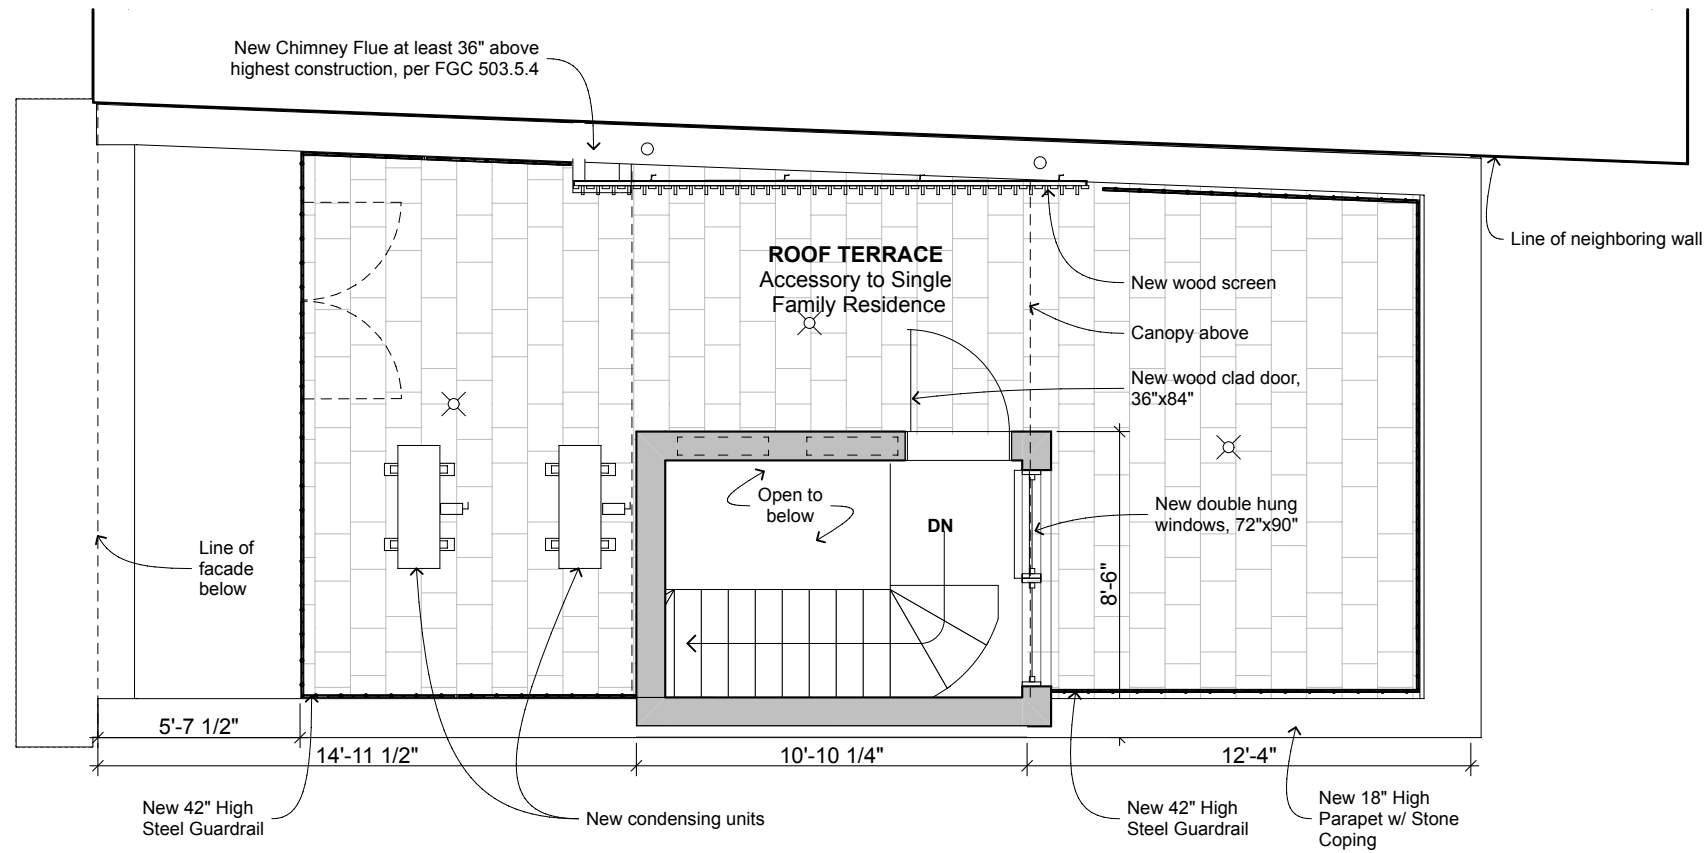 New Chimney Flue at least 36" above
highest construction, per FGC 503.5.4
Line of neighboring wall
ROOF TERRACE
Accessory to Single
Family Residence
New wood screen
Canopy above
New wood clad door,
36"x84"
New double hung
windows, 72"x90"
Open to
below
DN
Line of
facade
below
8'-6"
5'-7 1/2"
14'-11 1/2"
10'-10 1/4"
12'-4"
New 42" High
Steel Guardrail
New condensing units
New 42" High
Steel Guardrail
New 18" High
Parapet w/ Stone
Coping